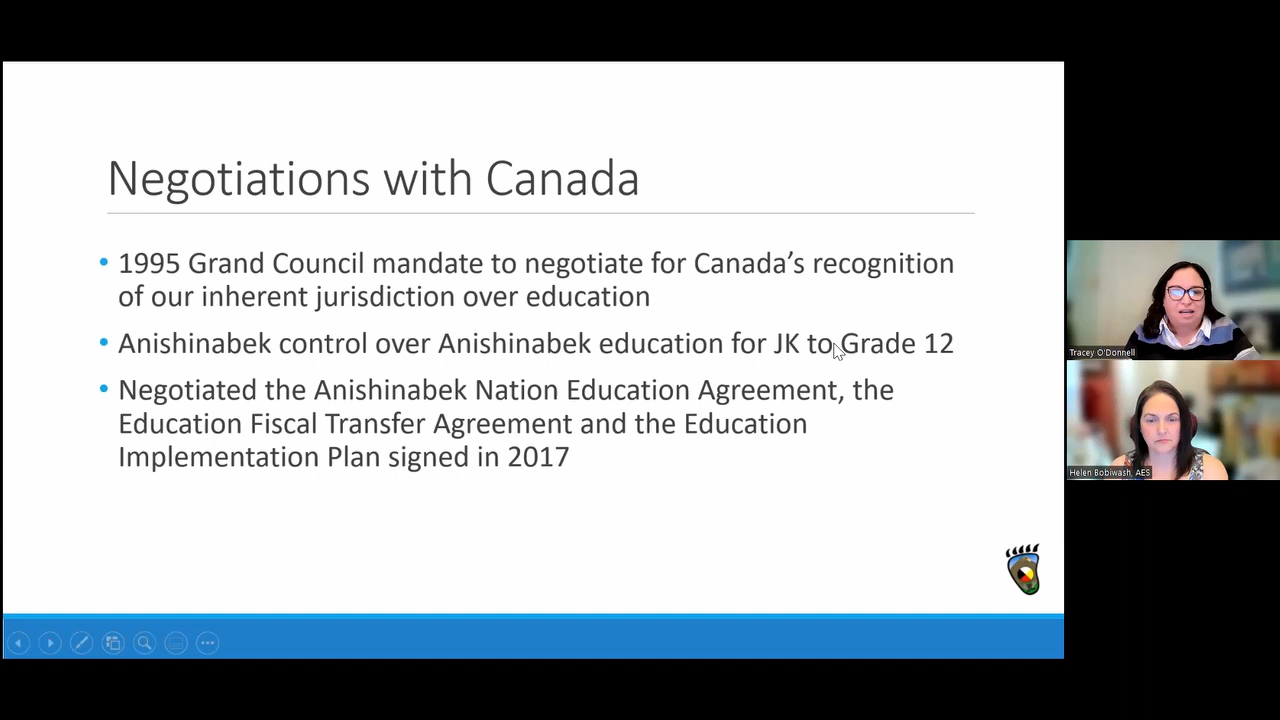 Negotiations with Canada
• 1995 Grand Council mandate to negotiate for Canada’s recognition
of our inherent jurisdiction over education
• Anishinabek control over Anishinabek education for JK to Grade 12
• Negotiated the Anishinabek Nation Education Agreement, the
Education Fiscal Transfer Agreement and the Education
Implementation Plan signed in 2017
Tracey O'Donnell
Helen Bobiwash, AES